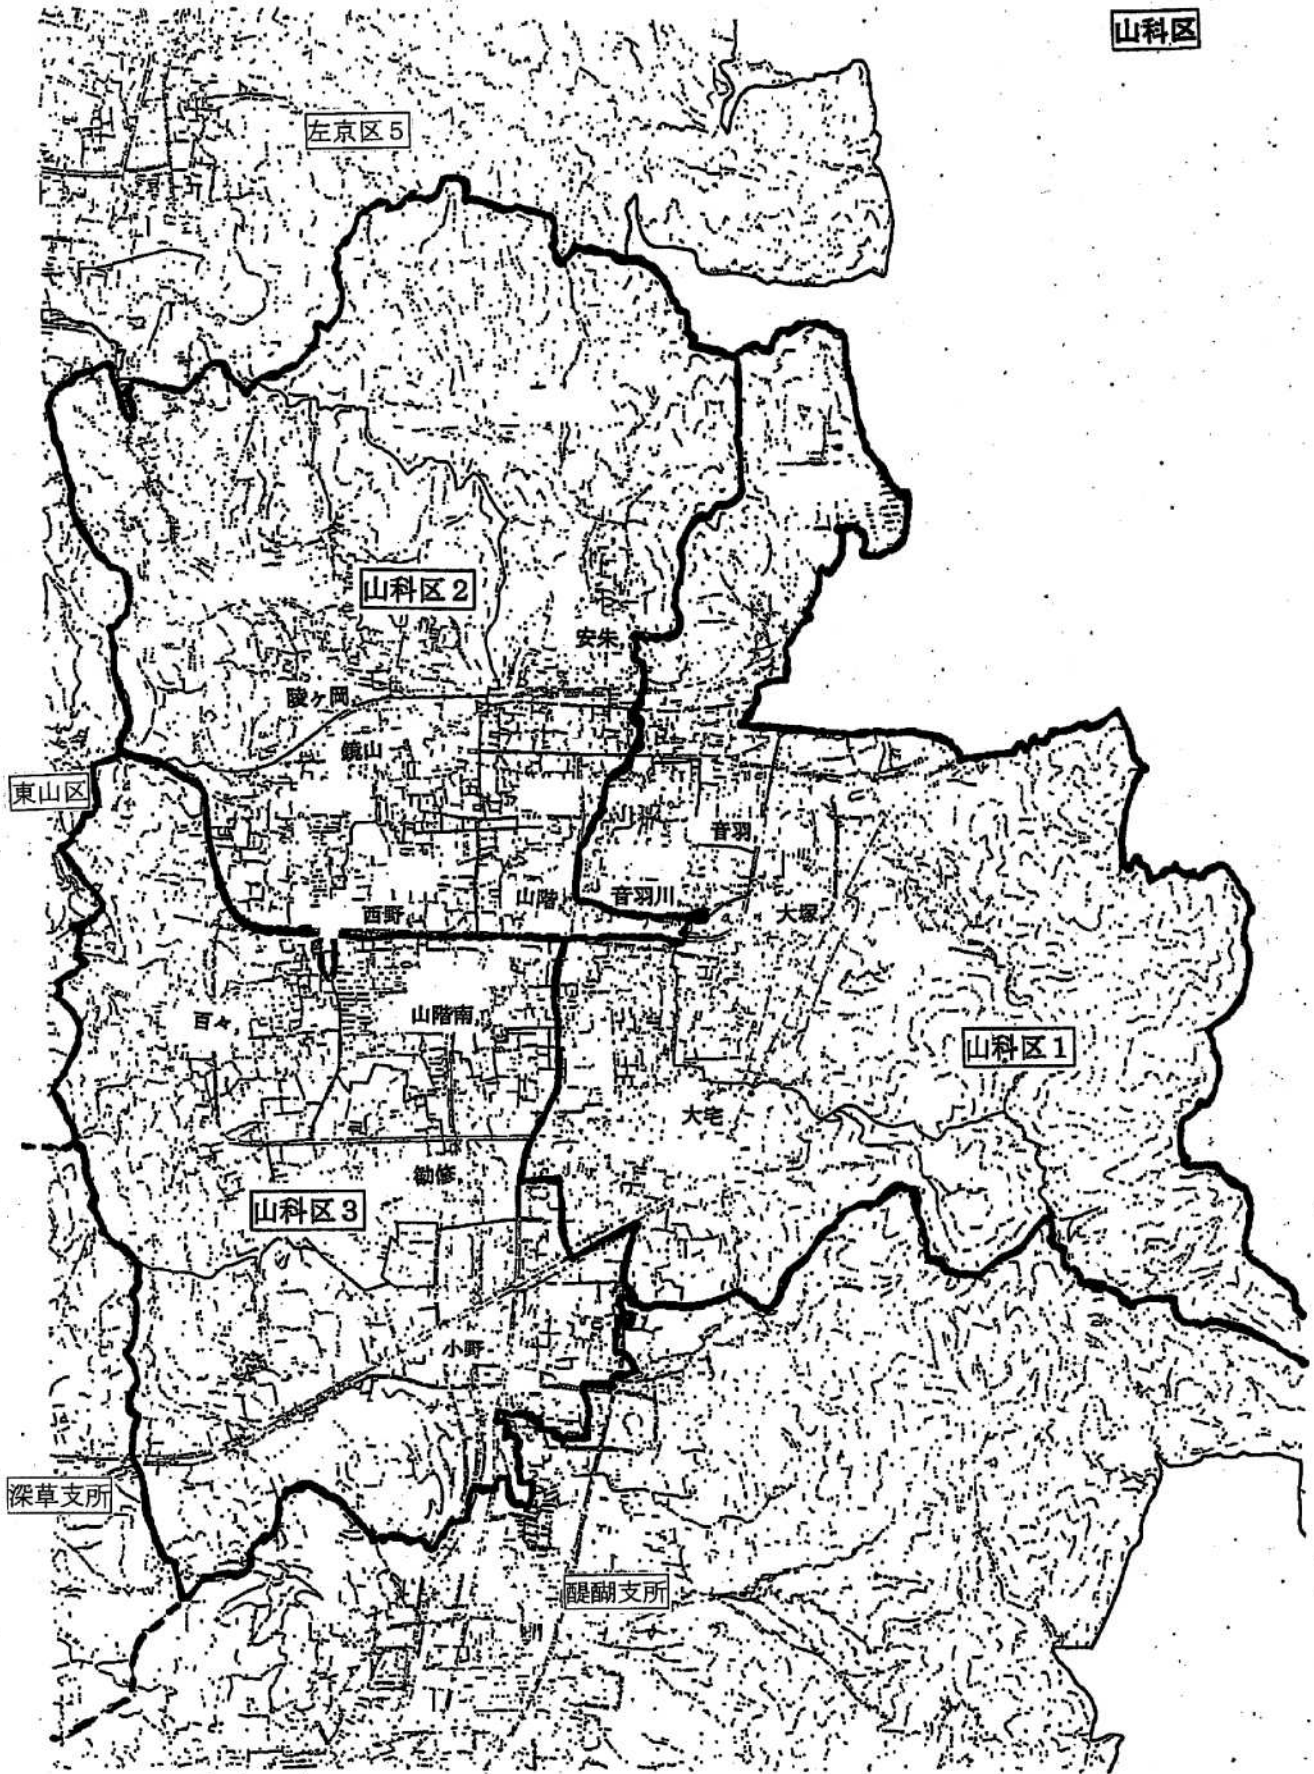 山科区
左京区5
山科区2
安朱
陵ヶ岡
鏡山
東山区
音羽
山階
音羽川
西野
大塚
百々
山階南
山科区1
大宅
勧修
山科区3
小野
深草支所
醍醐支所